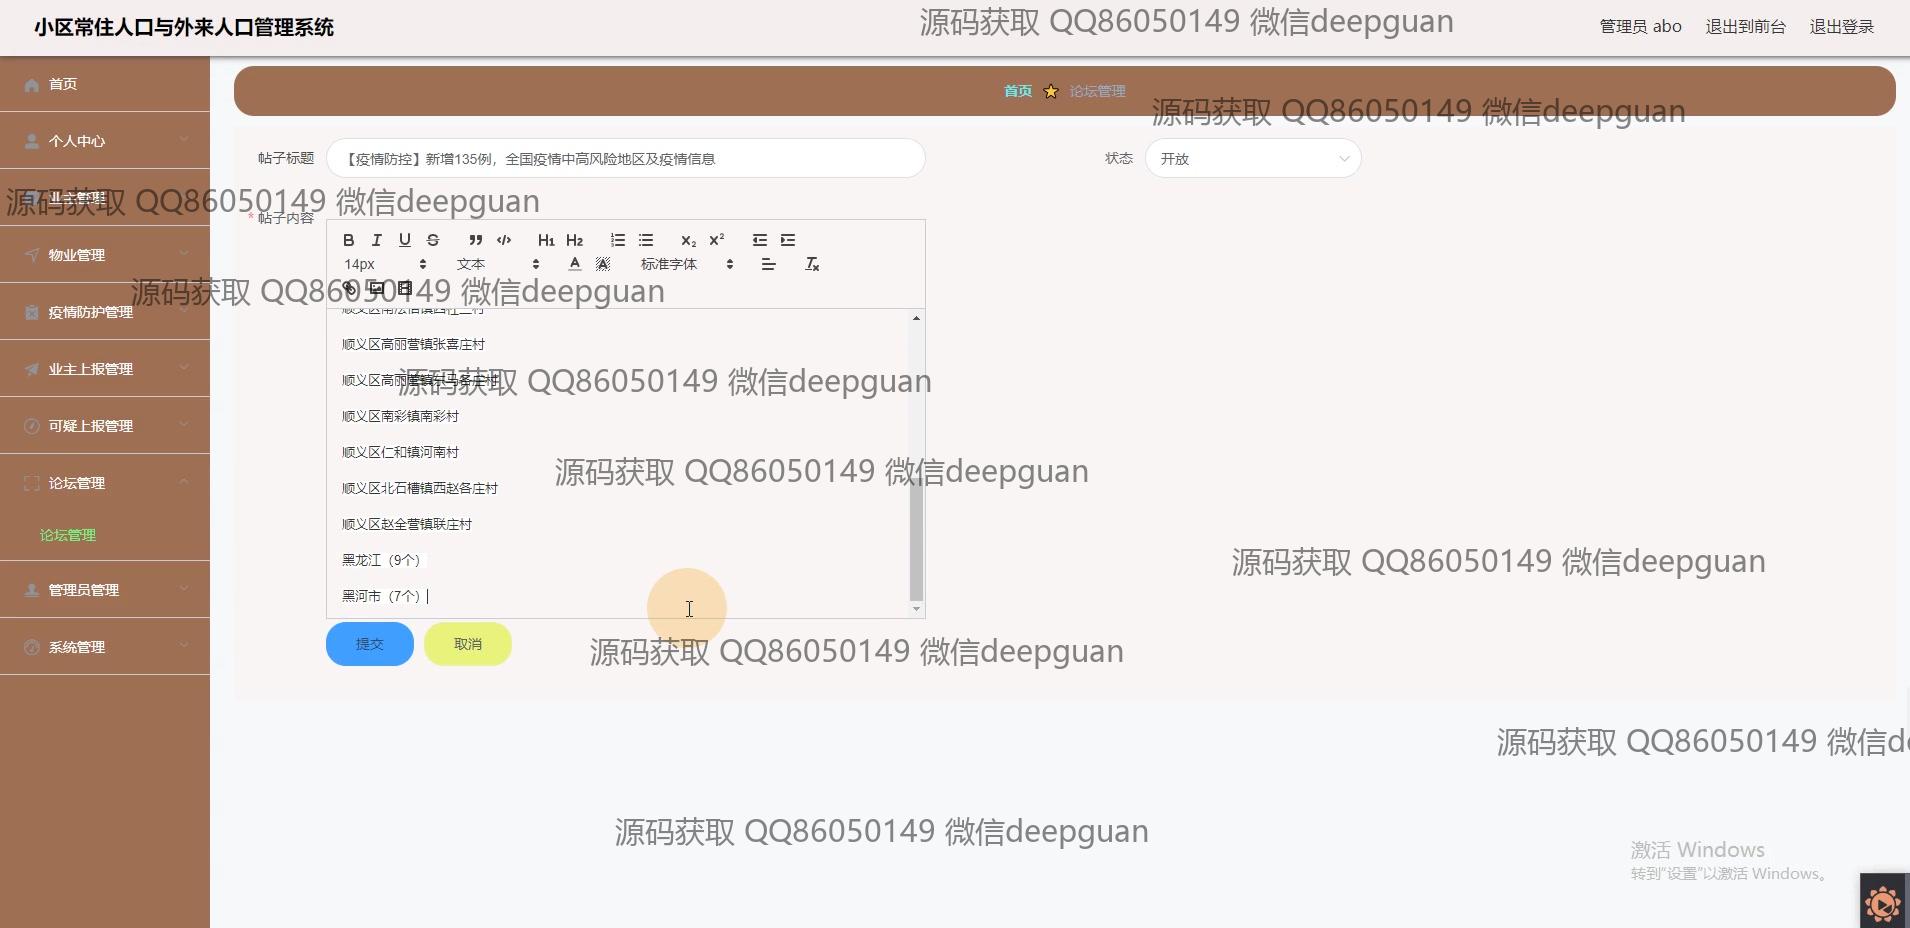 小区常住人口与外来人口管理系统
源码获取 QQ86050149 微信deepguan
管理员 abo
退出到前台
退出登录
首页
个人中心
业主管理
物业管理
疫情防护管理
业主上报管理
可疑上报管理
论坛管理
论坛管理
管理员管理
系统管理
首页
论坛管理
源码获取 QQ86050149 微信deepguan
帖子标题
【疫情防控】新增135例，全国疫情中高风险地区及疫情信息
状态
开放
源码获取 QQ86050149 微信deepguan
* 帖子内容
B I U S H1 H2 X2 X2
14px
文本
标准字体
源码获取 QQ86050149 微信deepguan
顺义区高丽营镇张喜庄村
顺义区高丽营镇东马各庄村
源码获取 QQ86050149 微信deepguan
顺义区南彩镇南彩村
顺义区仁和镇河南村
源码获取 QQ86050149 微信deepguan
顺义区北石槽镇西赵各庄村
顺义区赵全营镇联庄村
黑龙江（9个）
源码获取 QQ86050149 微信deepguan
黑河市（7个）
提交
取消
源码获取 QQ86050149 微信deepguan
源码获取 QQ86050149 微信d
源码获取 QQ86050149 微信deepguan
激活 Windows
转到“设置”以激活 Windows。